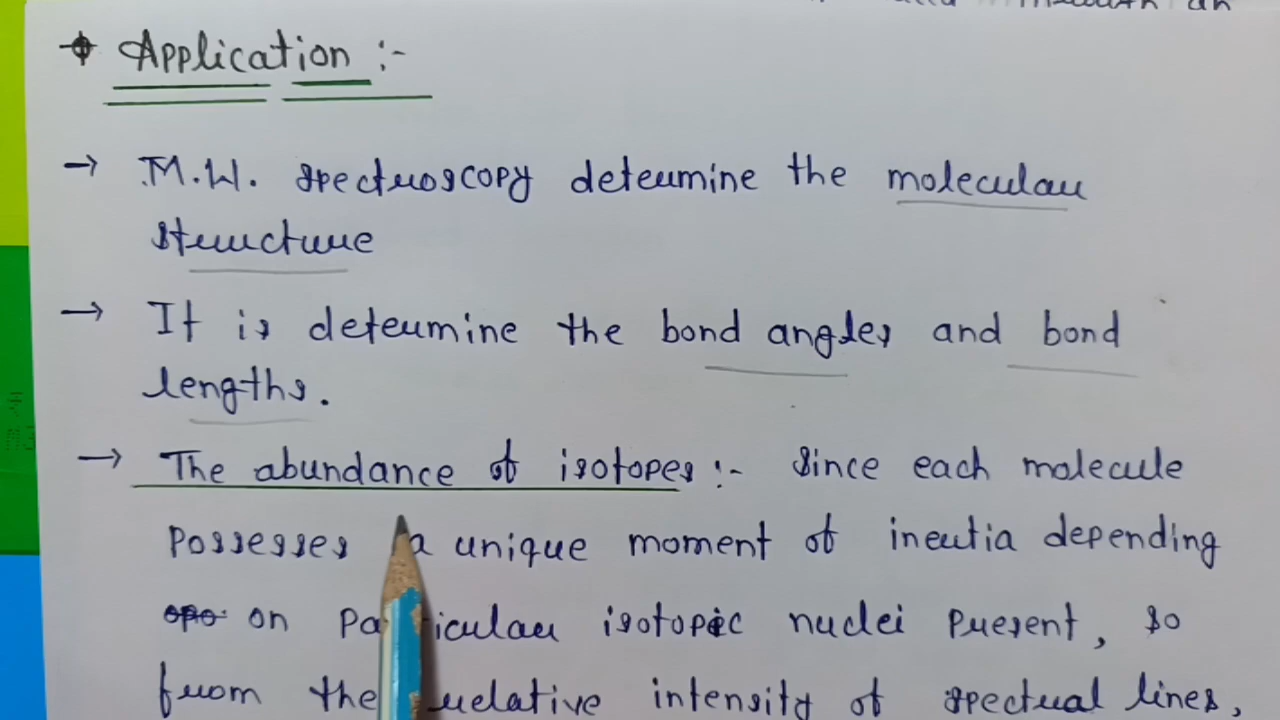 Application :-
→ M.W. spectroscopy determine the molecular
structure
→ It is determine the bond angles and bond
lengths.
→ The abundance of isotopes :- Since each molecule
possesses a unique moment of inertia depending
on particular isotopic nuclei present, so
from the relative intensity of spectral lines,